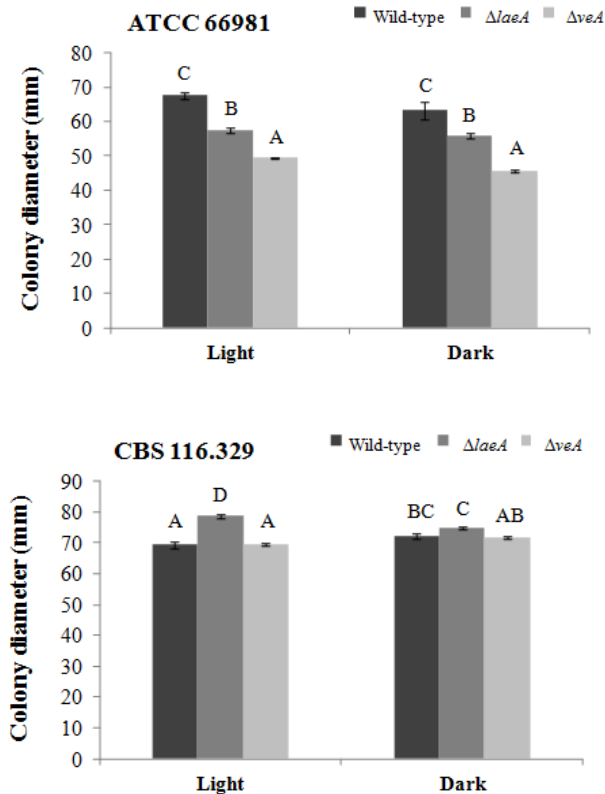 ATCC 66981
Wild-type ΔlaeA ΔveA
Colony diameter (mm)
80
70
60
50
40
30
20
10
0
C
B
A
C
B
A
Light Dark
CBS 116.329
Wild-type ΔlaeA ΔveA
Colony diameter (mm)
90
80
70
60
50
40
30
20
10
0
A
D
A
BC
C
AB
Light Dark